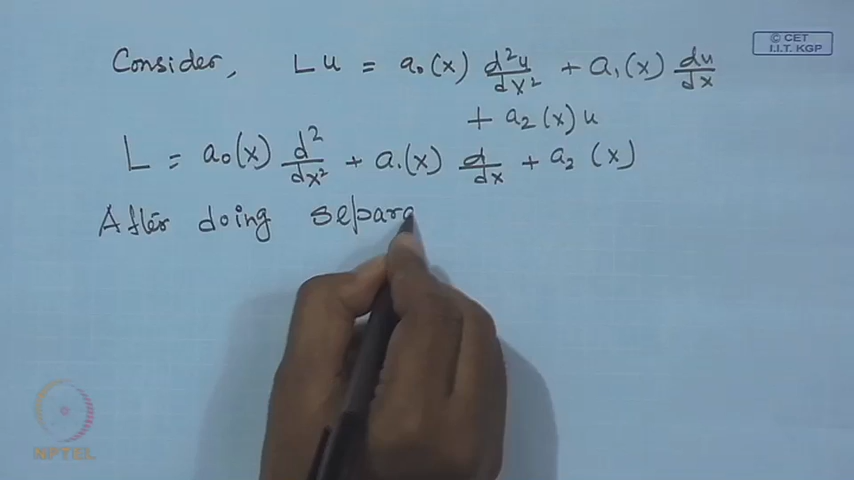 © CET
I.I.T. KGP
Consider, Lu = a₀(x) d²u/dx² + a₁(x) du/dx
+ a₂(x) u
L = a₀(x) d²/dx² + a₁(x) d/dx + a₂ (x)
After doing separa
NPTEL